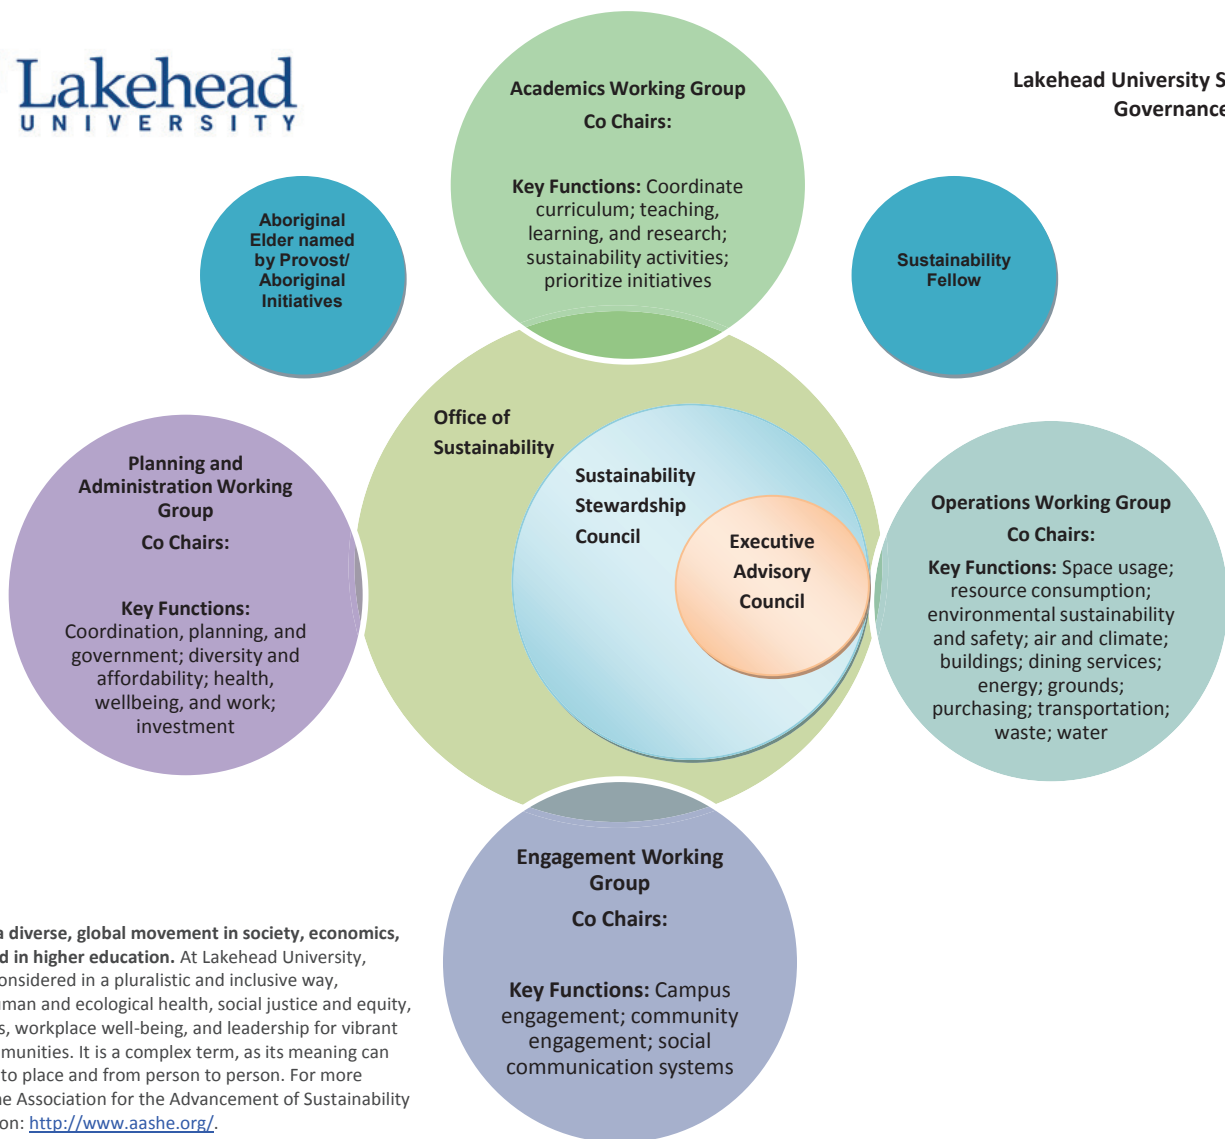 Lakehead
UNIVERSITY
Lakehead University
Governance
Academics Working Group
Co Chairs:
Key Functions: Coordinate
curriculum; teaching,
learning, and research;
sustainability activities;
prioritize initiatives
Aboriginal
Elder named
by Provost/
Aboriginal
Initiatives
Sustainability
Fellow
Office of
Sustainability
Sustainability
Stewardship
Council
Executive
Advisory
Council
Planning and
Administration Working
Group
Co Chairs:
Key Functions:
Coordination, planning, and
government; diversity and
affordability; health,
wellbeing, and work;
investment
Operations Working Group
Co Chairs:
Key Functions: Space usage;
resource consumption;
environmental sustainability
and safety; air and climate;
buildings; dining services;
energy; grounds;
purchasing; transportation;
waste; water
Engagement Working
Group
Co Chairs:
Key Functions: Campus
engagement; community
engagement; social
communication systems
a diverse, global movement in society, economics,
in higher education. At Lakehead University,
considered in a pluralistic and inclusive way,
and ecological health, social justice and equity,
workplace well-being, and leadership for vibrant
It is a complex term, as its meaning can
to place and from person to person. For more
Association for the Advancement of Sustainability
http://www.aashe.org/.